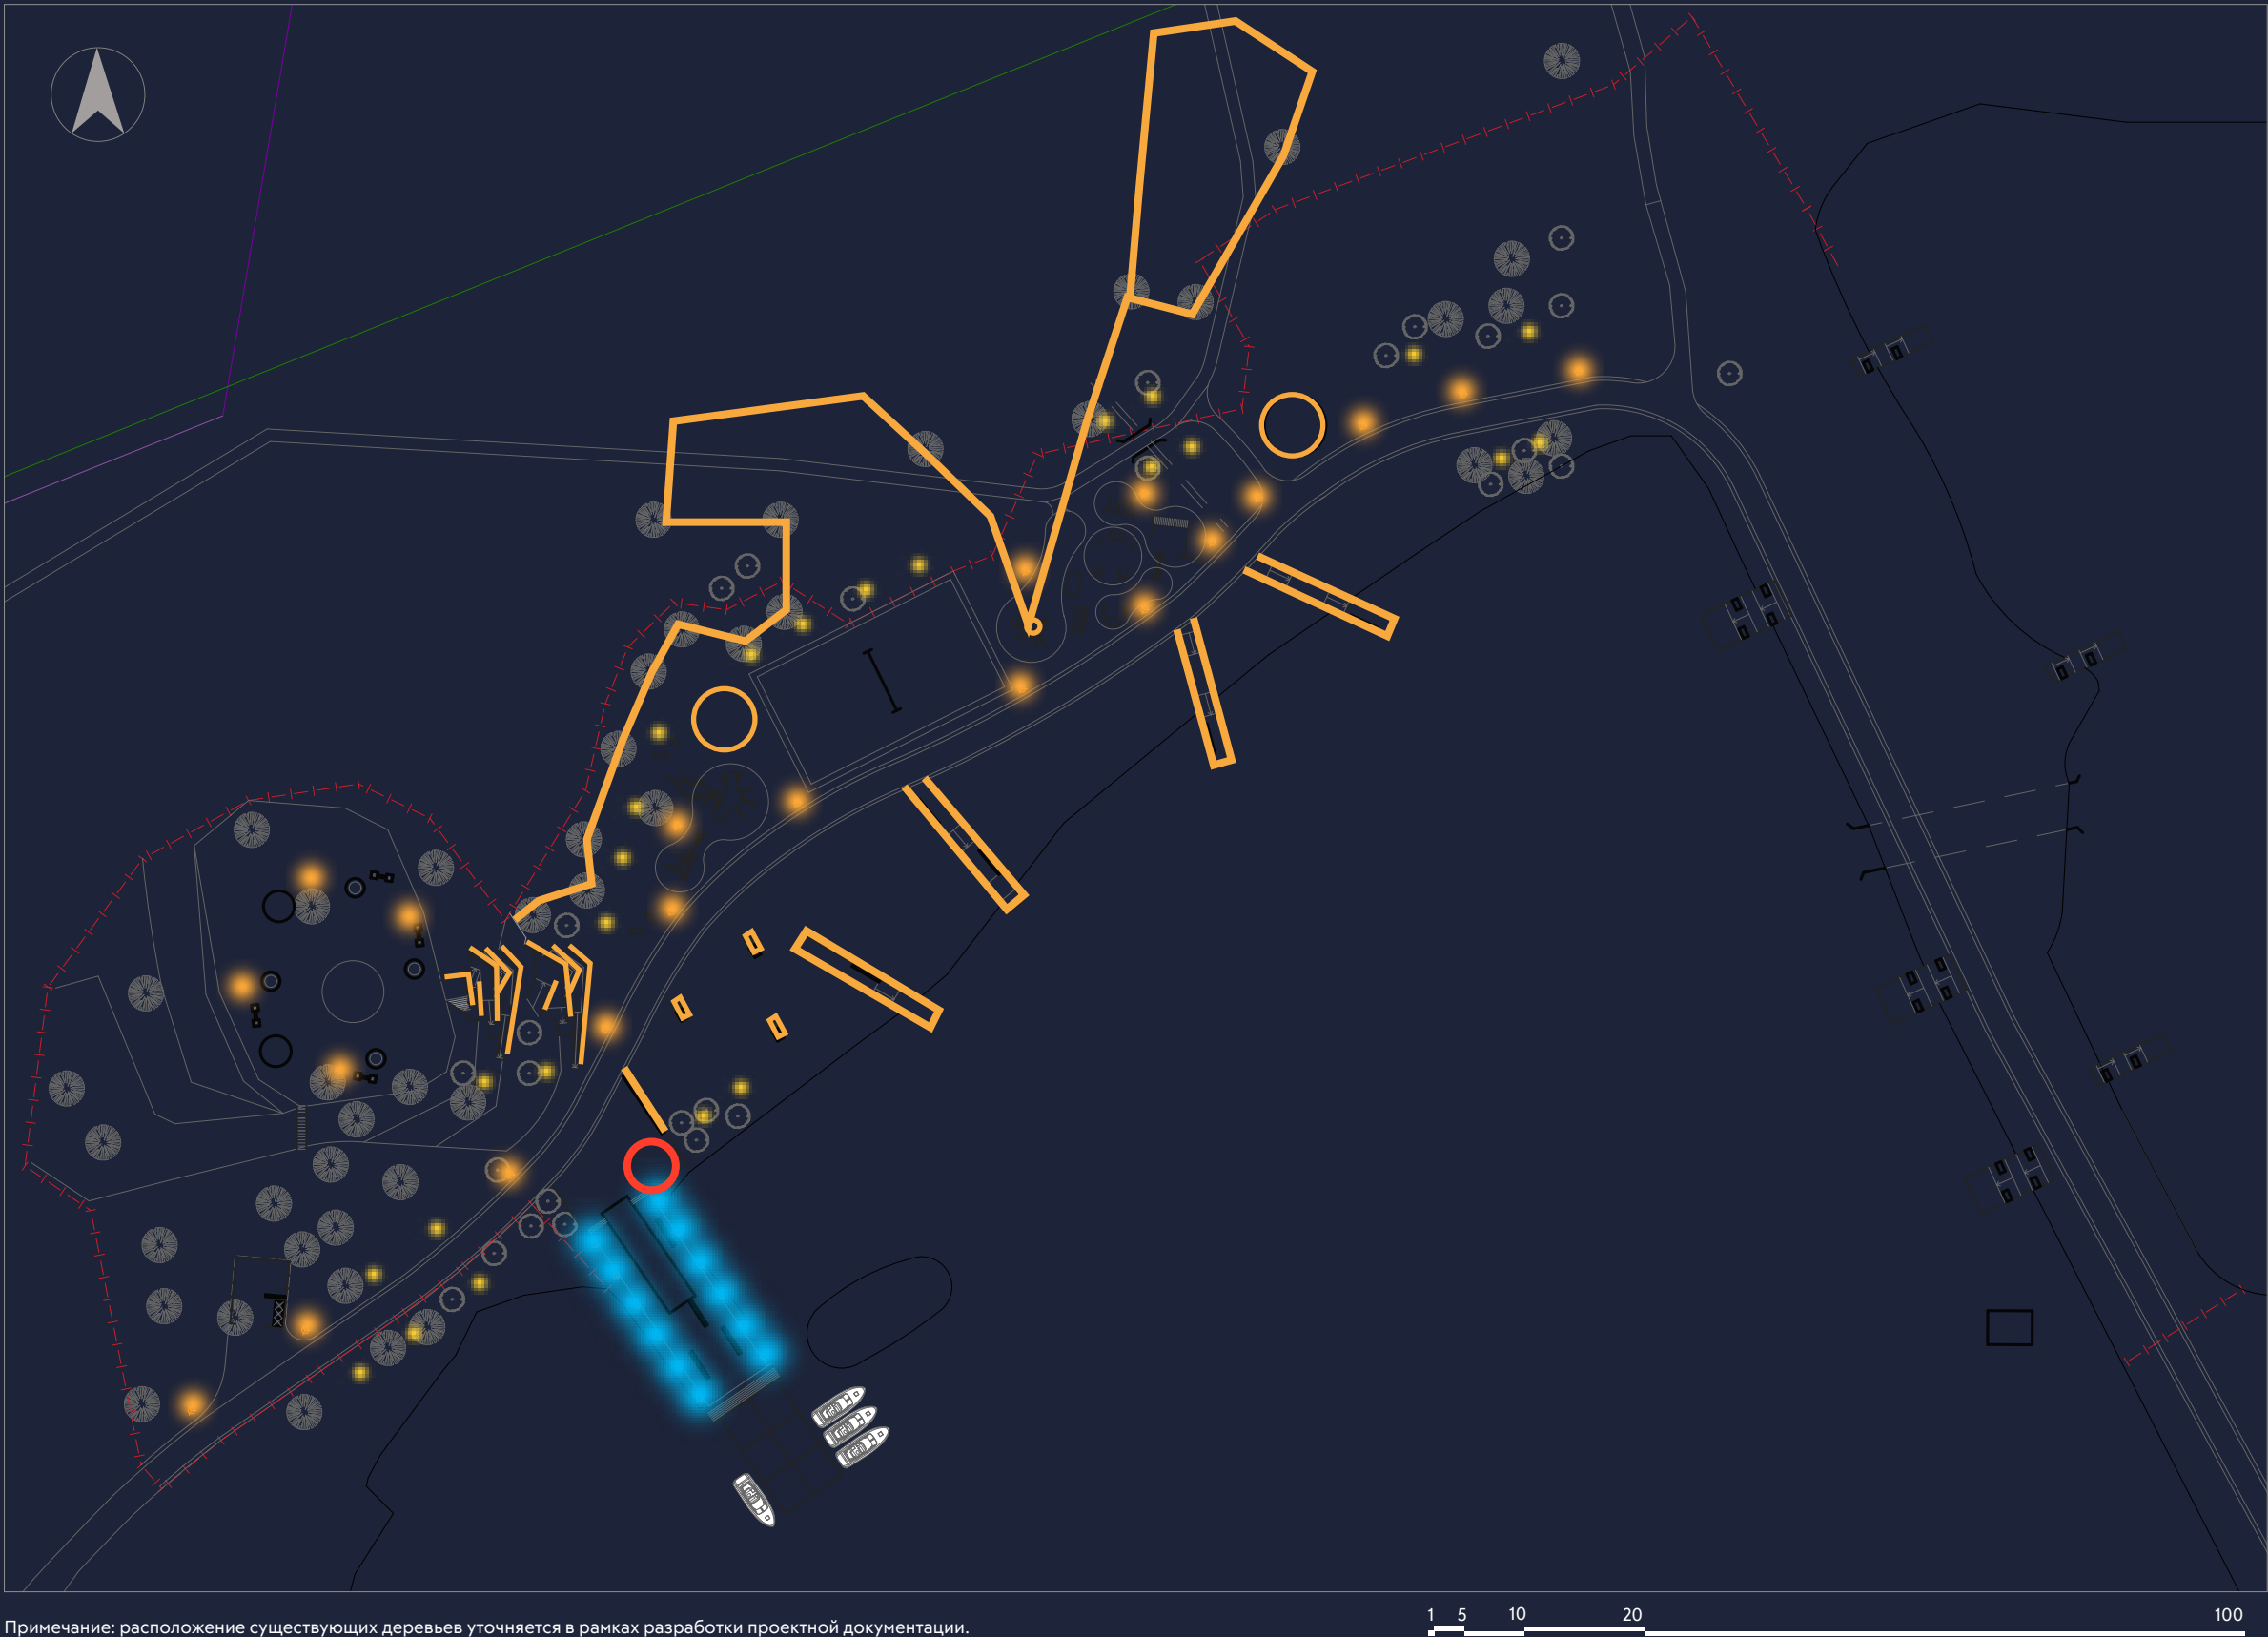 1 5 10 20 100
Примечание: расположение существующих деревьев уточняется в рамках разработки проектной документации.